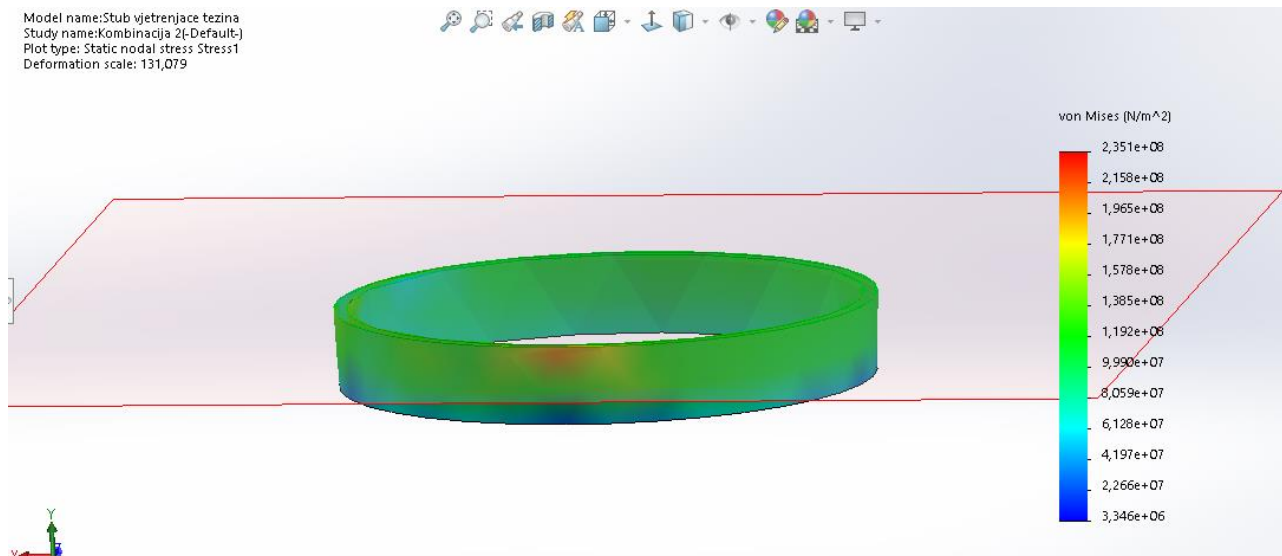 Model name:Stub vjetrenjace tezina
Study name:Kombinacija 2(-Default-)
Plot type: Static nodal stress Stress1
Deformation scale: 131,079
von Mises (N/m^2)
2,351e+08
2,158e+08
1,965e+08
1,771e+08
1,578e+08
1,385e+08
1,192e+08
9,990e+07
8,059e+07
6,128e+07
4,197e+07
2,266e+07
3,346e+06
Y